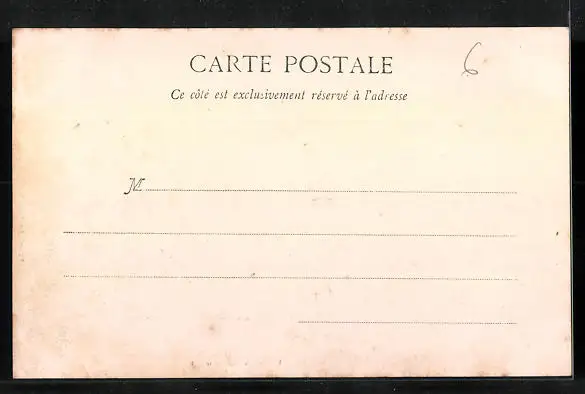 CARTE POSTALE
6
Ce côté est exclusivement réservé à l'adresse
M